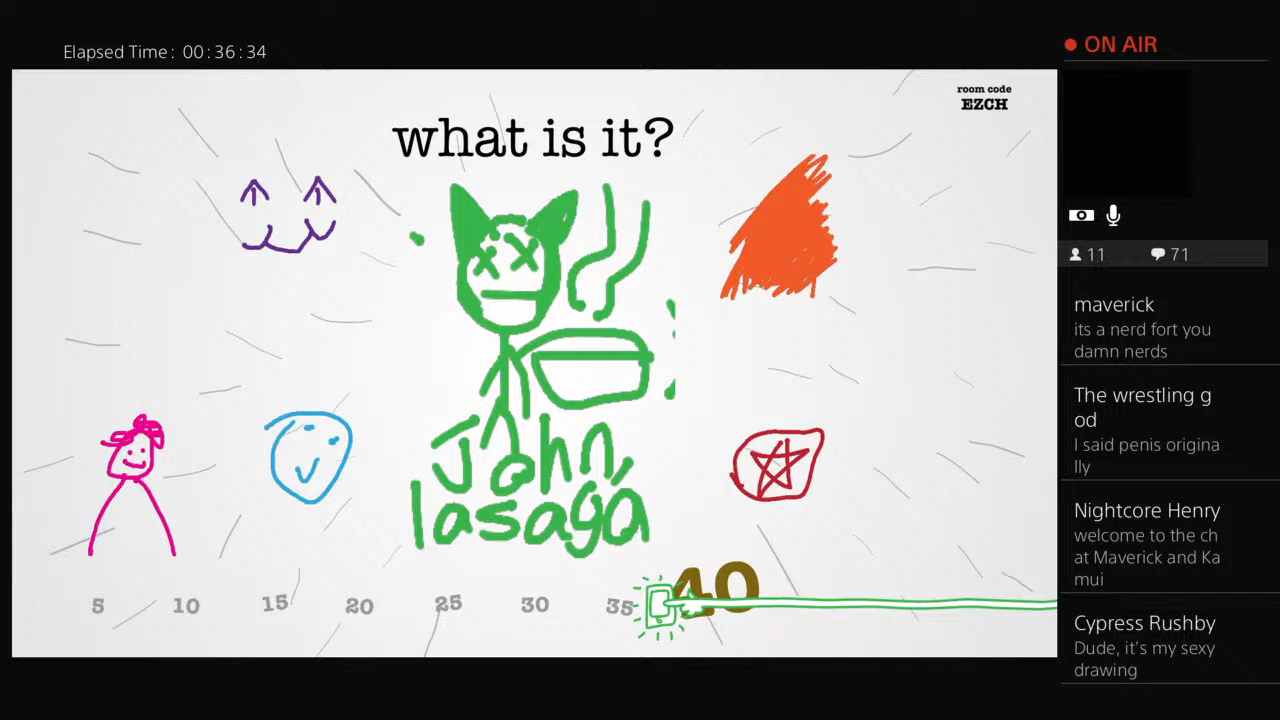 Elapsed Time: 00:36:34
ON AIR
room code
EZCH
what is it?
11 71
maverick
its a nerd fort you
damn nerds
The wrestling g
od
I said penis origina
lly
Nightcore Henry
welcome to the ch
at Maverick and Ka
mui
Cypress Rushby
Dude, it's my sexy
drawing
John
lasaga
5 10 15 20 25 30 35 40